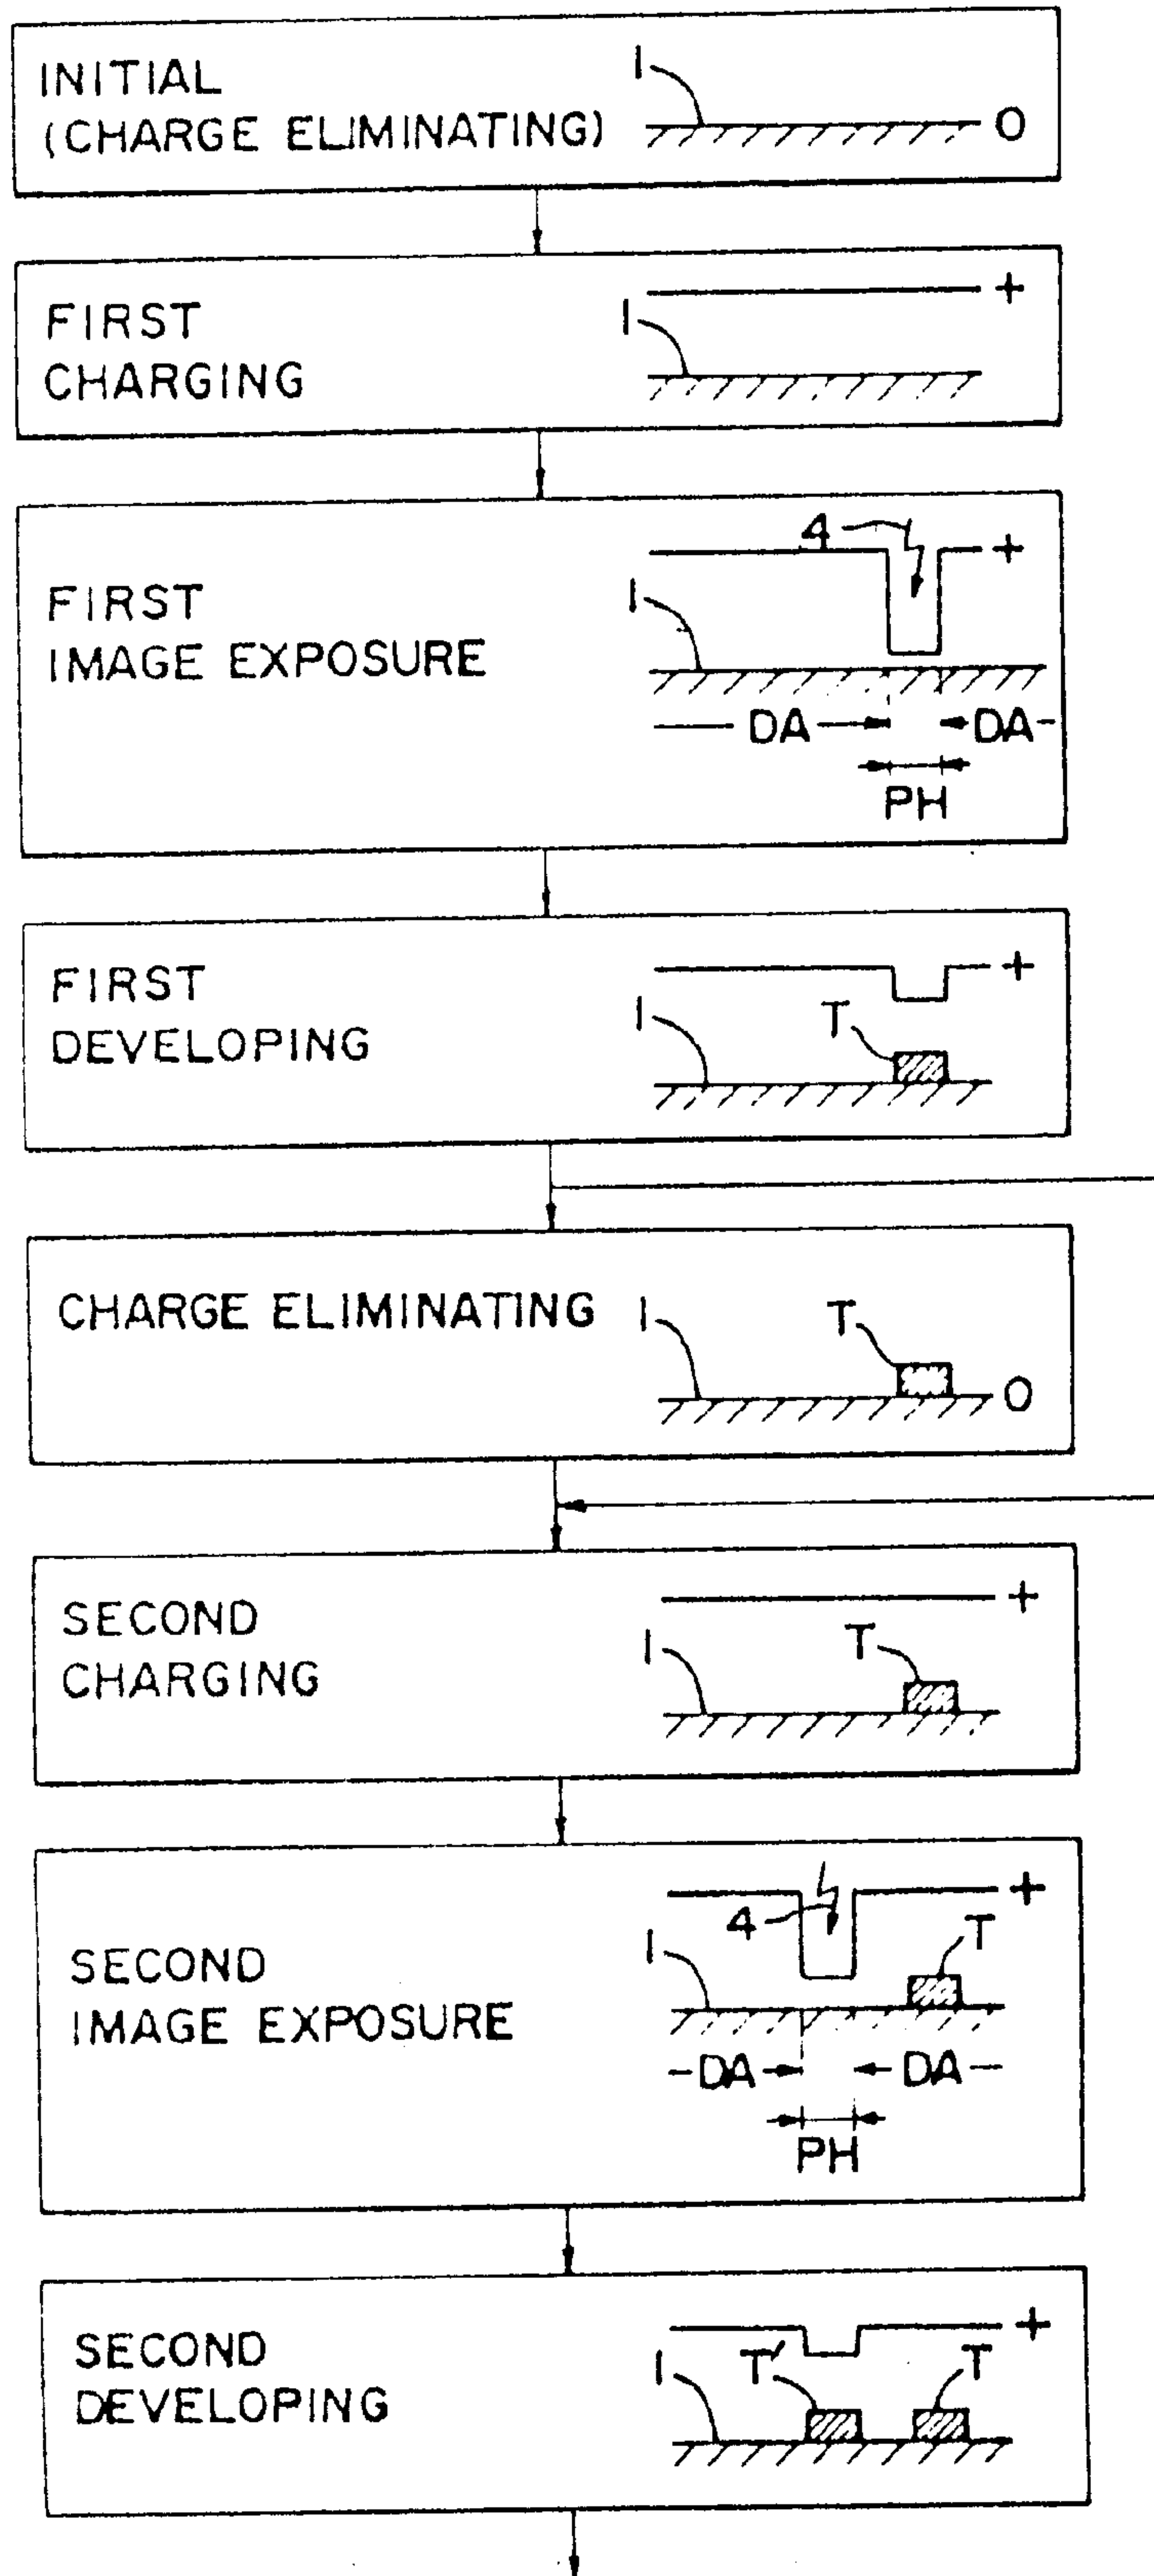 INITIAL
(CHARGE ELIMINATING)
1
0
FIRST
CHARGING
1
+
FIRST
IMAGE EXPOSURE
4
+
1
DA
DA
PH
FIRST
DEVELOPING
+
1
T
CHARGE ELIMINATING
1
T
0
SECOND
CHARGING
+
1
T
SECOND
IMAGE EXPOSURE
+
4
1
T
DA
DA
PH
SECOND
DEVELOPING
+
1
T'
T